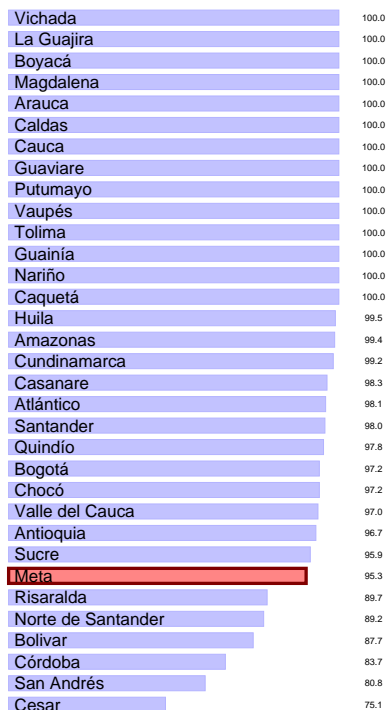 Vichada 100.0
La Guajira 100.0
Boyacá 100.0
Magdalena 100.0
Arauca 100.0
Caldas 100.0
Cauca 100.0
Guaviare 100.0
Putumayo 100.0
Vaupés 100.0
Tolima 100.0
Guainía 100.0
Nariño 100.0
Caquetá 100.0
Huila 99.5
Amazonas 99.4
Cundinamarca 99.2
Casanare 98.3
Atlántico 98.1
Santander 98.0
Quindío 97.8
Bogotá 97.2
Chocó 97.2
Valle del Cauca 97.0
Antioquia 96.7
Sucre 95.9
Meta 95.3
Risaralda 89.7
Norte de Santander 89.2
Bolivar 87.7
Córdoba 83.7
San Andrés 80.8
Cesar 75.1